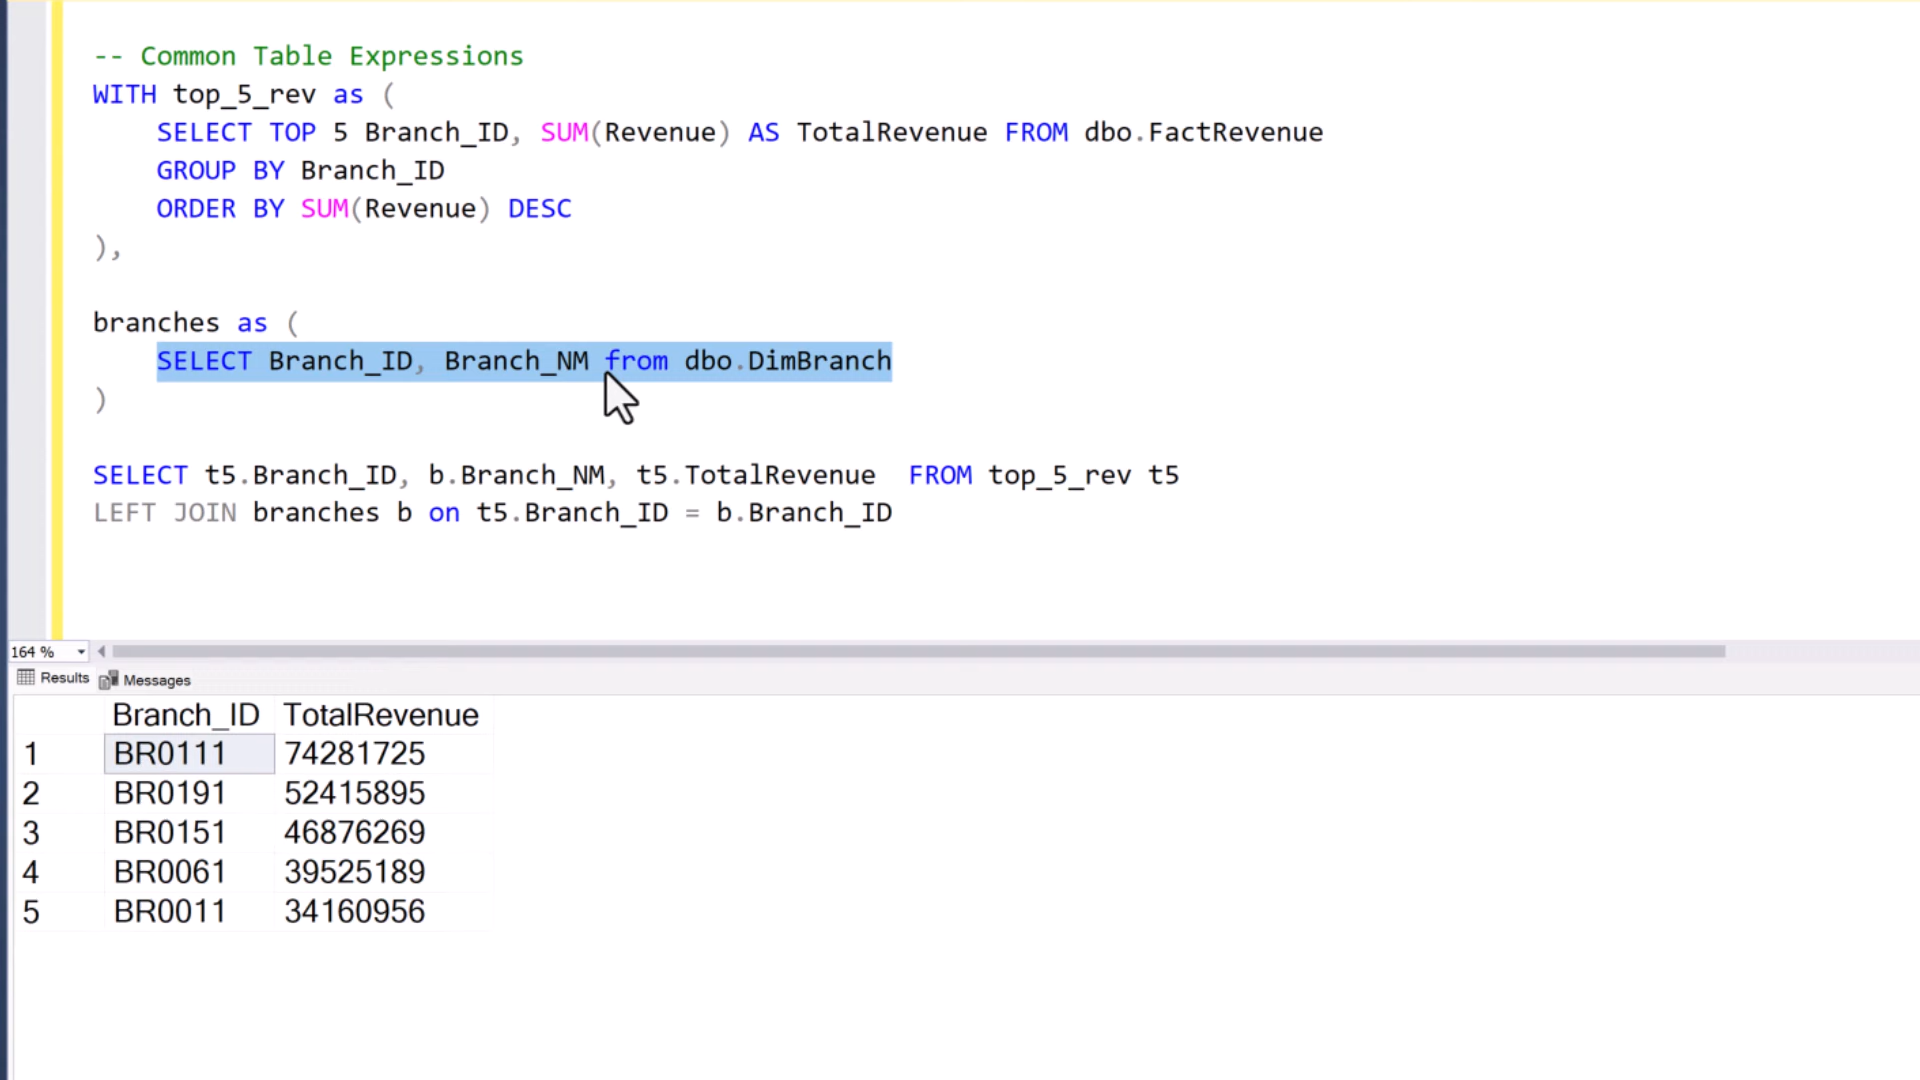 -- Common Table Expressions
WITH top_5_rev as (
SELECT TOP 5 Branch_ID, SUM(Revenue) AS TotalRevenue FROM dbo.FactRevenue
GROUP BY Branch_ID
ORDER BY SUM(Revenue) DESC
),
branches as (
SELECT Branch_ID, Branch_NM from dbo.DimBranch
)
SELECT t5.Branch_ID, b.Branch_NM, t5.TotalRevenue  FROM top_5_rev t5
LEFT JOIN branches b on t5.Branch_ID = b.Branch_ID
164 %
Results Messages
Branch_ID TotalRevenue
1 BR0111 74281725
2 BR0191 52415895
3 BR0151 46876269
4 BR0061 39525189
5 BR0011 34160956